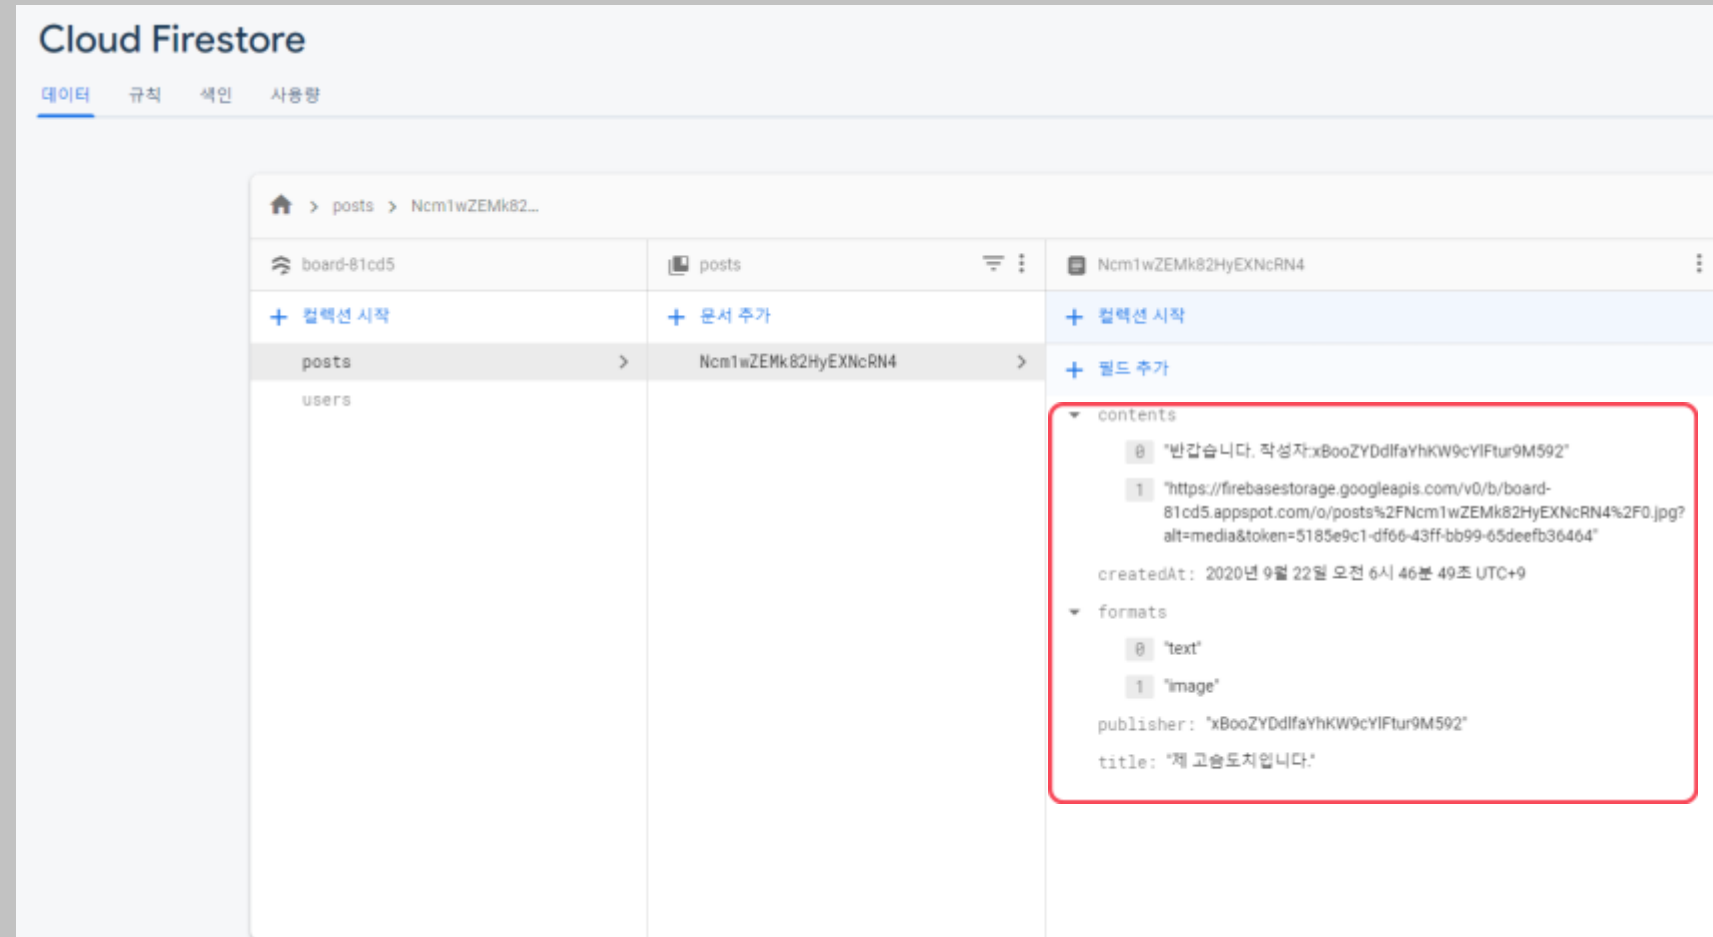 Cloud Firestore
데이터 규칙 색인 사용량
posts Ncm1wZEMk82...
board-81cd5 posts Ncm1wZEMk82HyEXNcRN4
+ 컬렉션 시작 + 문서 추가 + 컬렉션 시작
posts Ncm1wZEMk82HyEXNcRN4 + 필드 추가
users
contents
0 "반갑습니다. 작성자:xBooZYDdlfaYhKW9cYlFtur9M592"
1 "https://firebasestorage.googleapis.com/v0/b/board-
81cd5.appspot.com/o/posts%2FNcm1wZEMk82HyEXNcRN4%2F0.jpg?
alt=media&token=5185e9c1-df66-43ff-bb99-65deefb36464"
createdAt: 2020년 9월 22일 오전 6시 46분 49초 UTC+9
formats
0 "text"
1 "image"
publisher: "xBooZYDdlfaYhKW9cYlFtur9M592"
title: "제 고슴도치입니다."